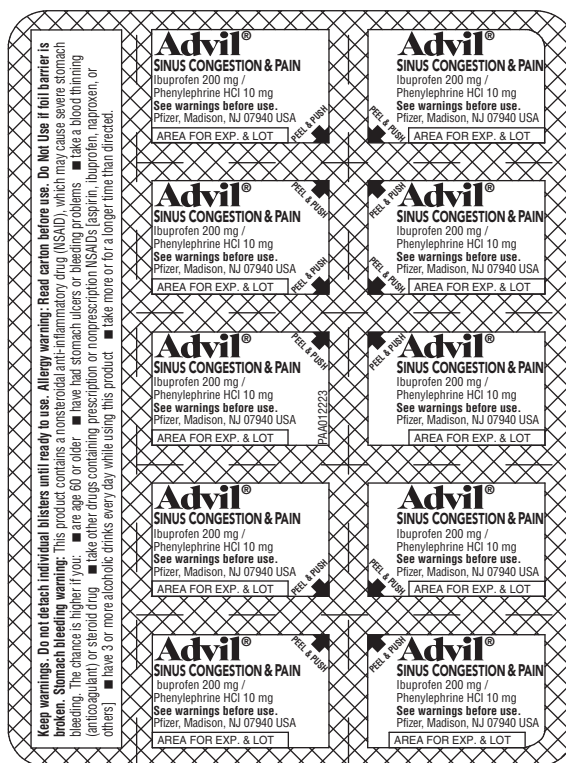 Keep warnings. Do not detach individual blisters until ready to use. Allergy warning: Read carton before use. Do Not Use if foil barrier is
broken. Stomach bleeding warning: This product contains a nonsteroidal anti-inflammatory drug (NSAID), which may cause severe stomach
bleeding. The chance is higher if you: ■ are age 60 or older ■ have had stomach ulcers or bleeding problems ■ take a blood thinning
(anticoagulant) or steroid drug ■ take other drugs containing prescription or nonprescription NSAIDs [aspirin, ibuprofen, naproxen, or
others] ■ have 3 or more alcoholic drinks every day while using this product ■ take more or for a longer time than directed.
Advil®
SINUS CONGESTION & PAIN
Ibuprofen 200 mg /
Phenylephrine HCl 10 mg
See warnings before use.
Pfizer, Madison, NJ 07940 USA
AREA FOR EXP. & LOT
PEEL & PUSH
Advil®
SINUS CONGESTION & PAIN
Ibuprofen 200 mg /
Phenylephrine HCl 10 mg
See warnings before use.
Pfizer, Madison, NJ 07940 USA
AREA FOR EXP. & LOT
PEEL & PUSH
Advil®
SINUS CONGESTION & PAIN
Ibuprofen 200 mg /
Phenylephrine HCl 10 mg
See warnings before use.
Pfizer, Madison, NJ 07940 USA
AREA FOR EXP. & LOT
PEEL & PUSH
PEEL & PUSH
Advil®
SINUS CONGESTION & PAIN
Ibuprofen 200 mg /
Phenylephrine HCl 10 mg
See warnings before use.
Pfizer, Madison, NJ 07940 USA
AREA FOR EXP. & LOT
PEEL & PUSH
PEEL & PUSH
Advil®
SINUS CONGESTION & PAIN
Ibuprofen 200 mg /
Phenylephrine HCl 10 mg
See warnings before use.
Pfizer, Madison, NJ 07940 USA
AREA FOR EXP. & LOT
PEEL & PUSH
PAA012223
Advil®
SINUS CONGESTION & PAIN
Ibuprofen 200 mg /
Phenylephrine HCl 10 mg
See warnings before use.
Pfizer, Madison, NJ 07940 USA
AREA FOR EXP. & LOT
PEEL & PUSH
Advil®
SINUS CONGESTION & PAIN
Ibuprofen 200 mg /
Phenylephrine HCl 10 mg
See warnings before use.
Pfizer, Madison, NJ 07940 USA
AREA FOR EXP. & LOT
PEEL & PUSH
Advil®
SINUS CONGESTION & PAIN
Ibuprofen 200 mg /
Phenylephrine HCl 10 mg
See warnings before use.
Pfizer, Madison, NJ 07940 USA
AREA FOR EXP. & LOT
PEEL & PUSH
Advil®
SINUS CONGESTION & PAIN
buprofen 200 mg /
Phenylephrine HCl 10 mg
See warnings before use.
Pfizer, Madison, NJ 07940 USA
AREA FOR EXP. & LOT
PEEL & PUSH
Advil®
SINUS CONGESTION & PAIN
Ibuprofen 200 mg /
Phenylephrine HCl 10 mg
See warnings before use.
Pfizer, Madison, NJ 07940 USA
AREA FOR EXP. & LOT
PEEL & PUSH